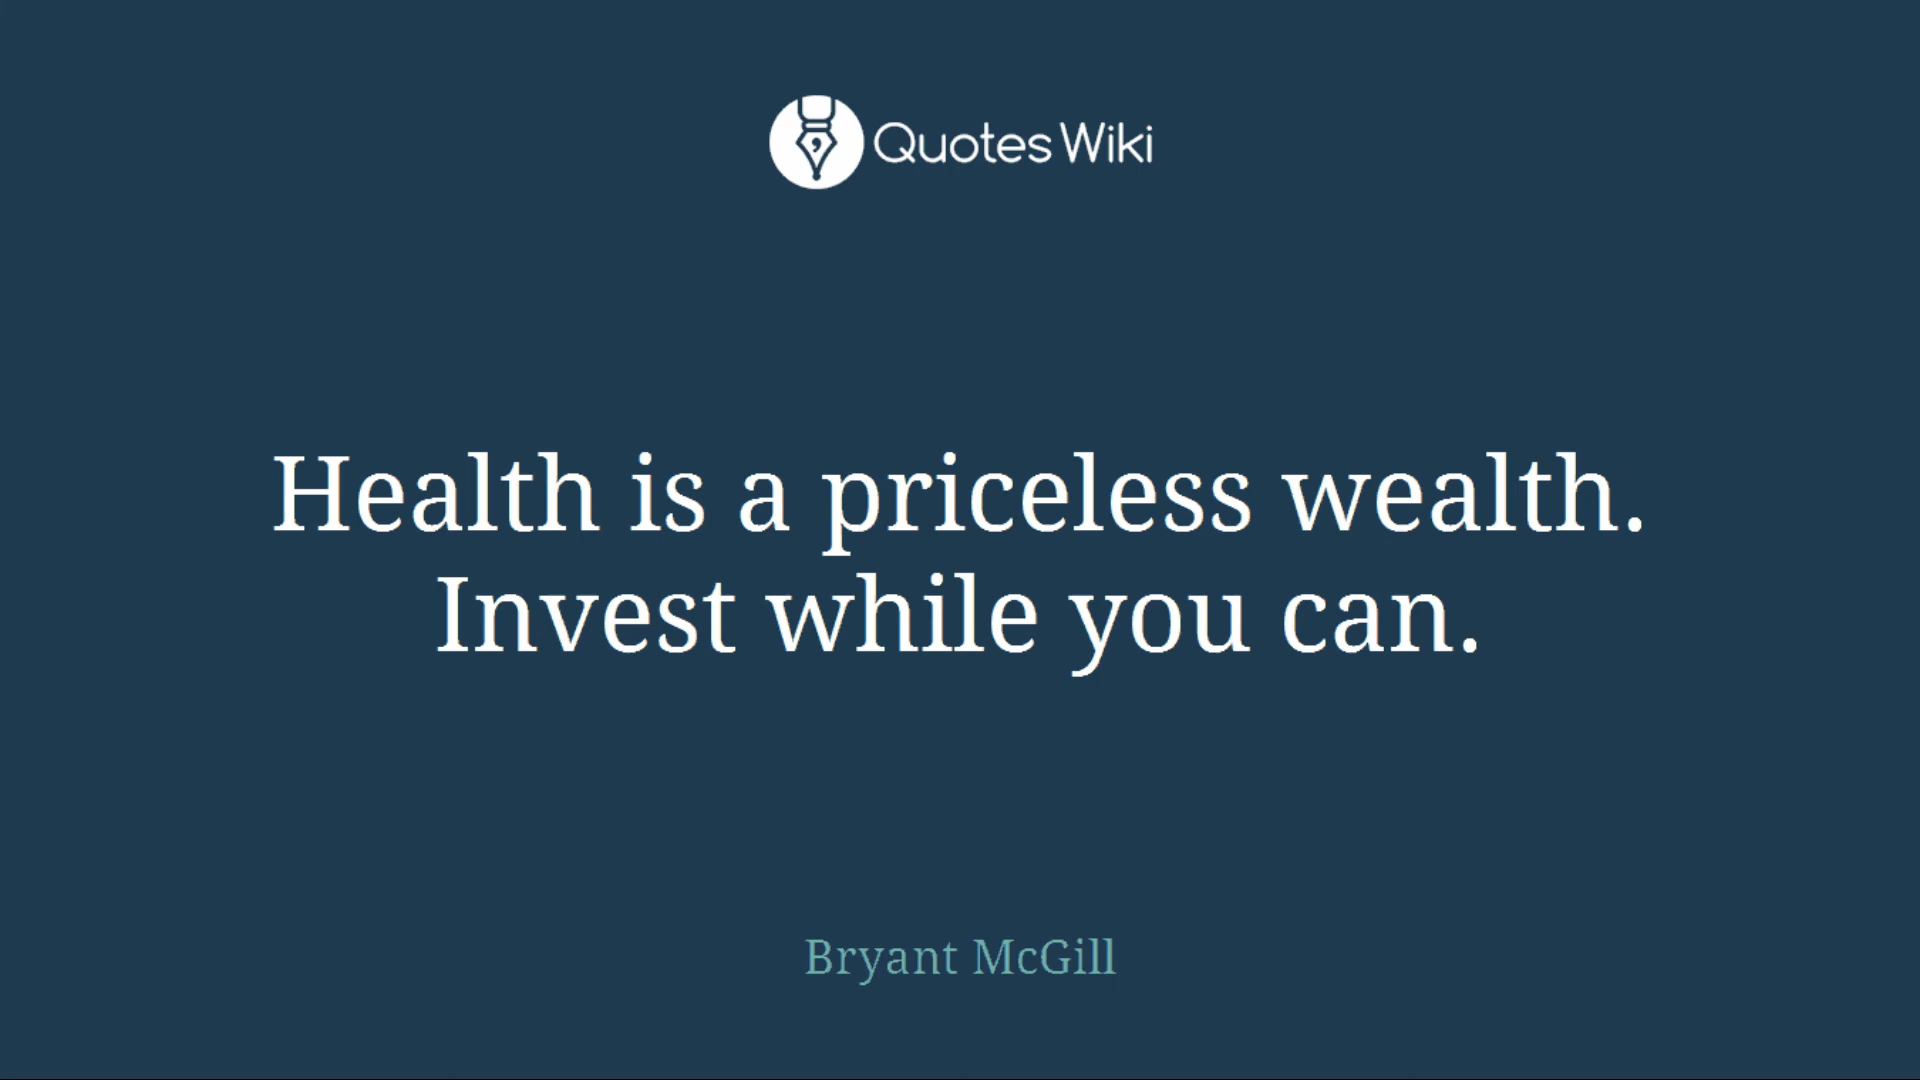 Quotes Wiki
Health is a priceless wealth.
Invest while you can.
Bryant McGill